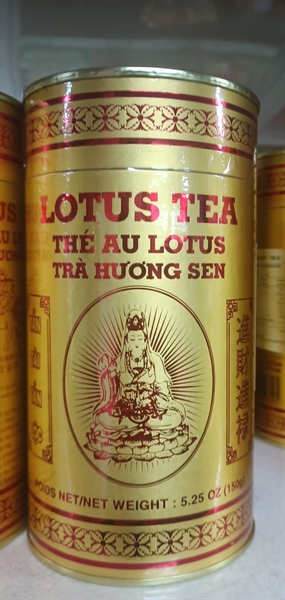 LOTUS TEA
THÉ AU LOTUS
TRÀ HƯƠNG SEN
POIDS NET/NET WEIGHT : 5.25 OZ (150g)